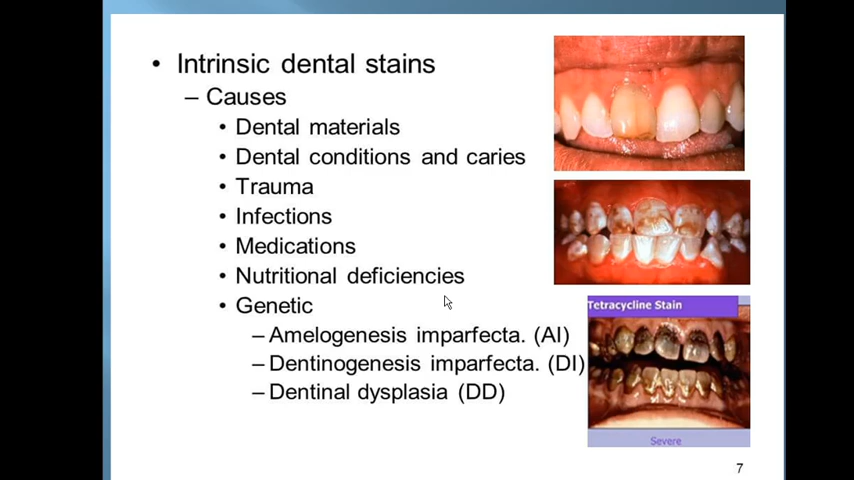 • Intrinsic dental stains
– Causes
• Dental materials
• Dental conditions and caries
• Trauma
• Infections
• Medications
• Nutritional deficiencies
• Genetic
– Amelogenesis imparfecta. (AI)
– Dentinogenesis imparfecta. (DI)
– Dentinal dysplasia (DD)
Tetracycline Stain
Severe
7